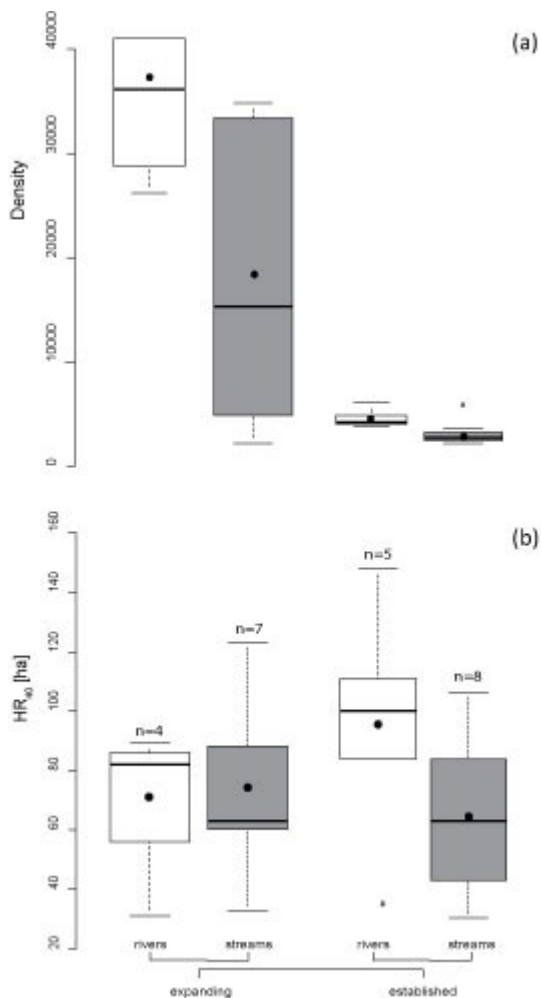 (a)
Density
40000
30000
20000
10000
0
(b)
HR40 [ha]
160
140
120
100
80
60
40
20
n=4
n=7
n=5
n=8
rivers streams rivers streams
expanding established